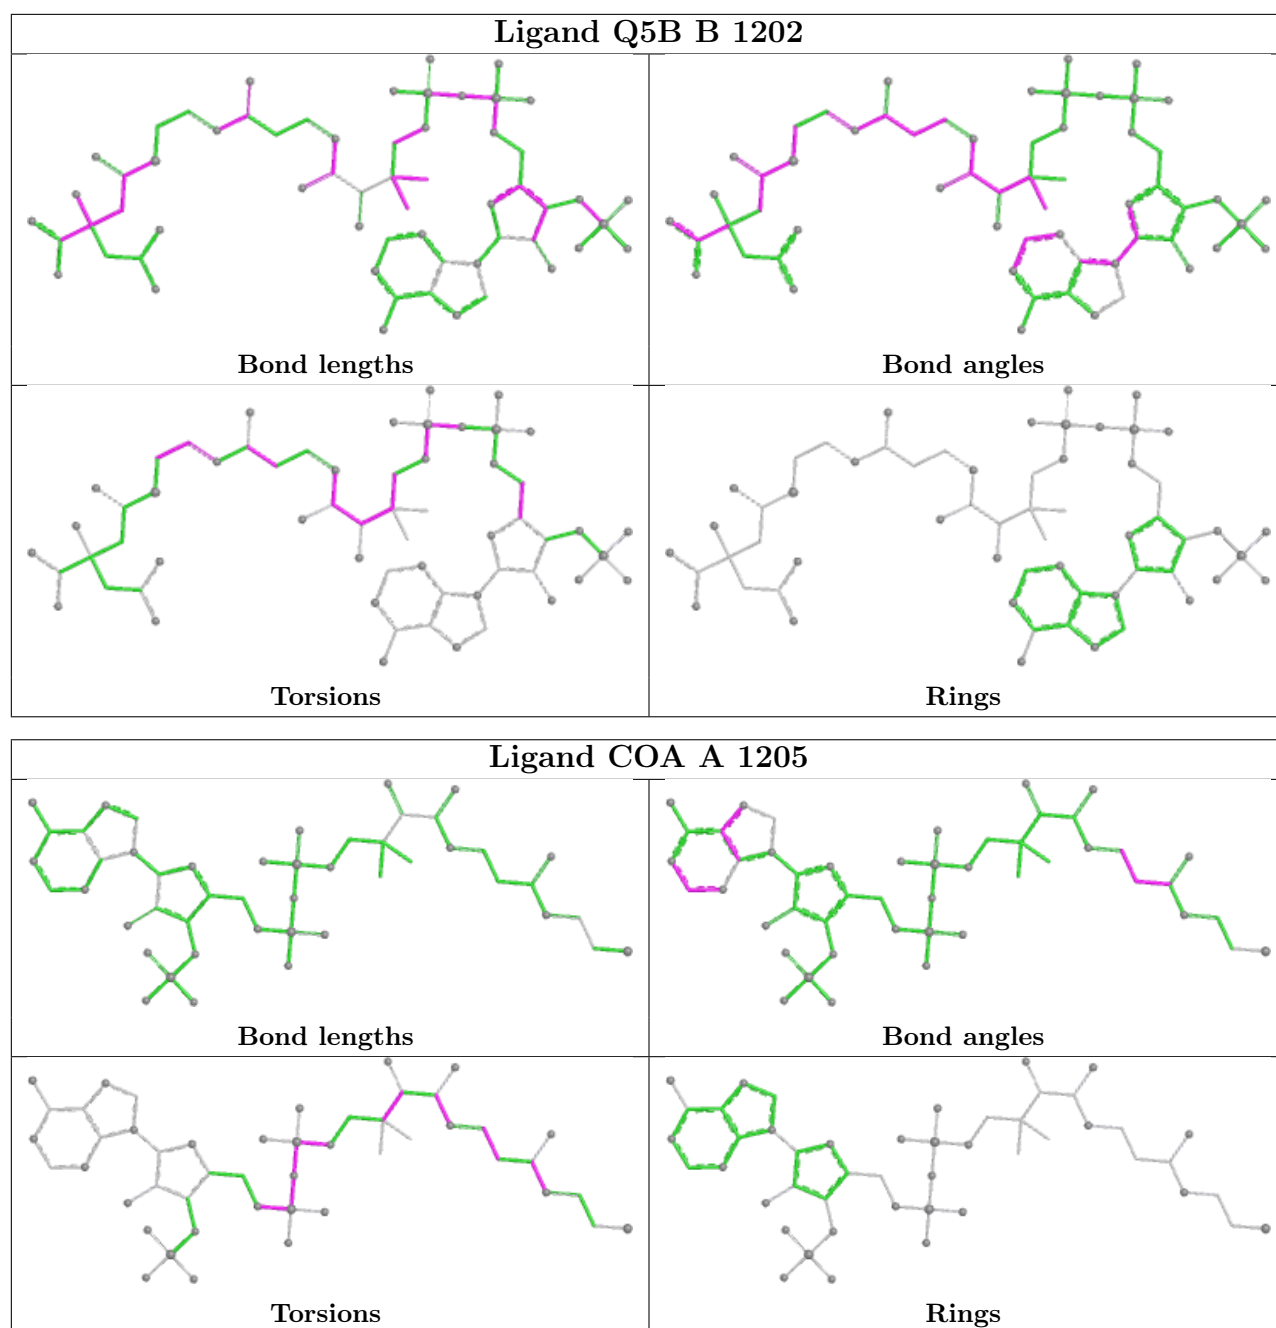 Ligand Q5B B 1202
Bond lengths
Bond angles
Torsions
Rings
Ligand COA A 1205
Bond lengths
Bond angles
Torsions
Rings